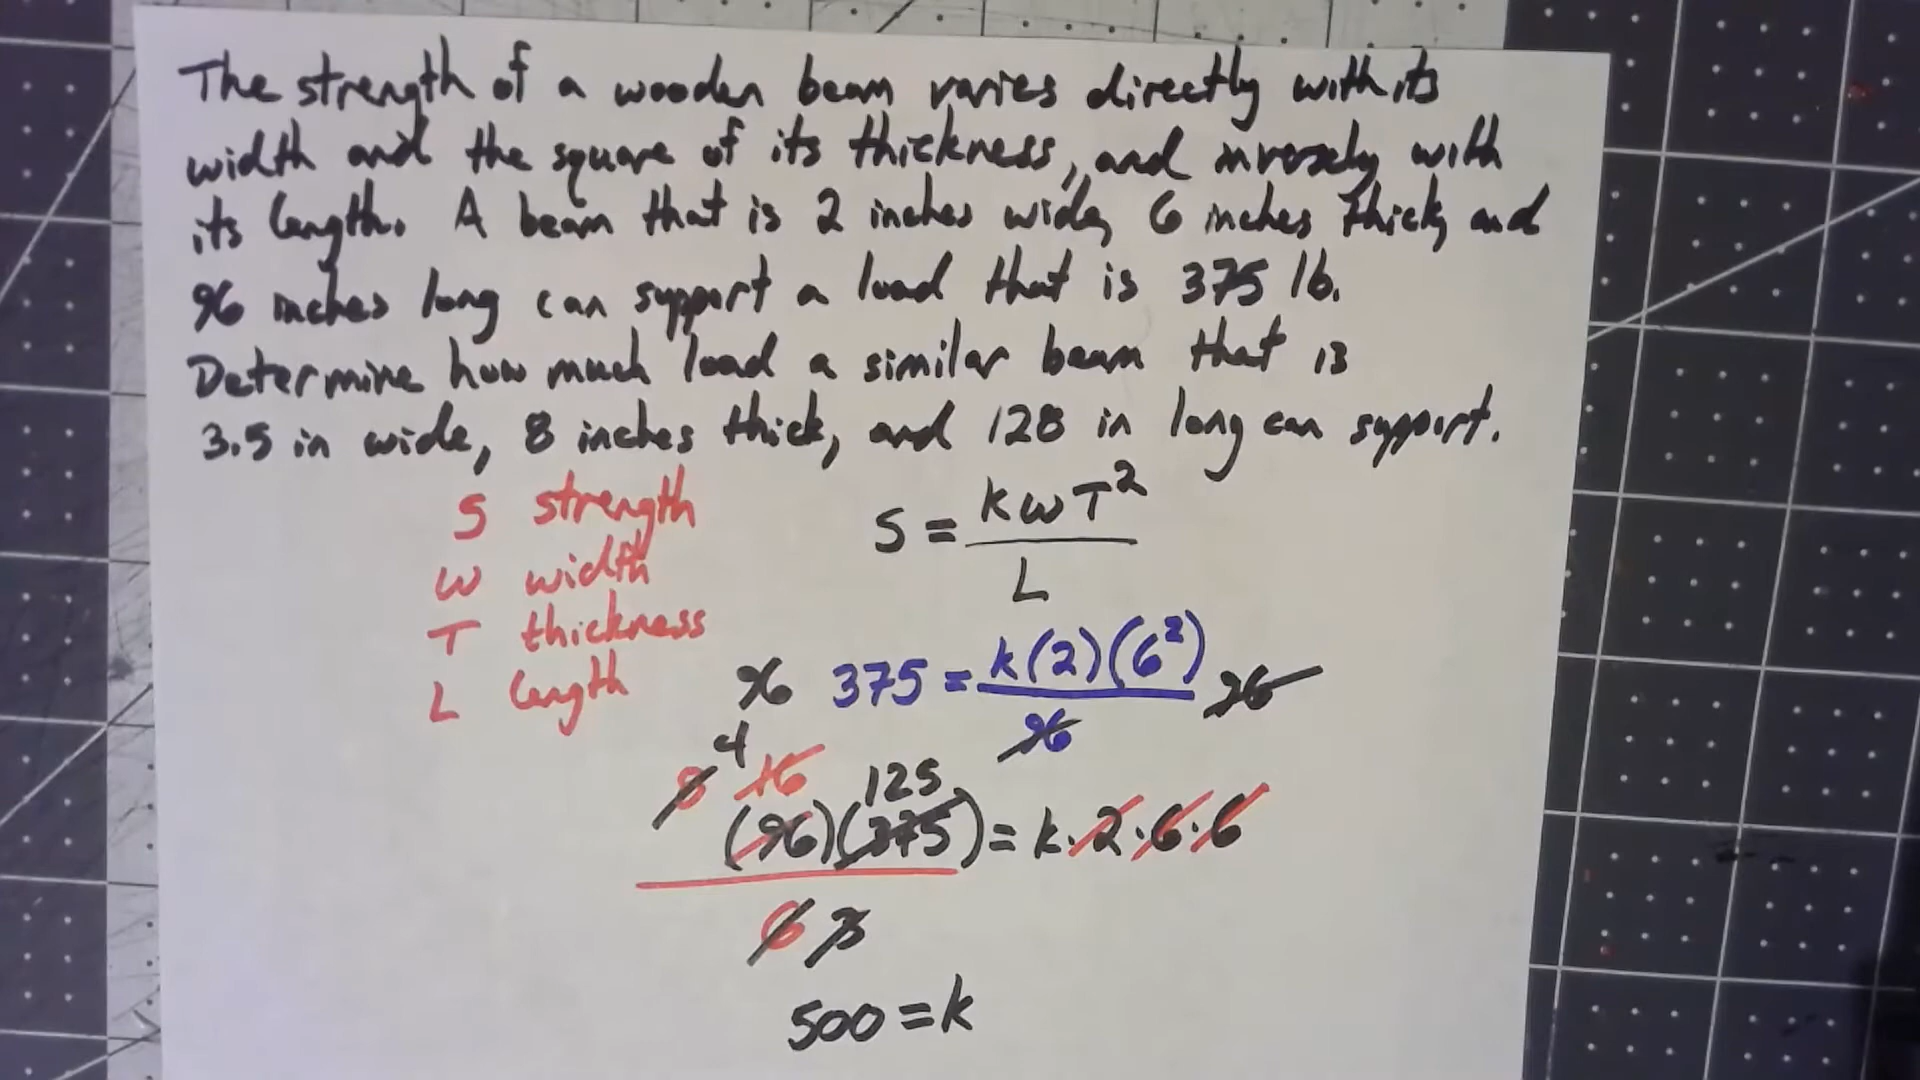 The strength of a wooden beam varies directly with its
width and the square of its thickness, and inversely with
its length. A beam that is 2 inches wide, 6 inches thick, and
96 inches long can support a load that is 375 lb.
Determine how much load a similar beam that is
3.5 in wide, 8 inches thick, and 128 in long can support.
S strength
W width
T thickness
L length
S = kWT²
L
96 375 = k(2)(6²) 96
96
8 4 16 125
(96)(375) = k·2·6·6
6 3
500 = k